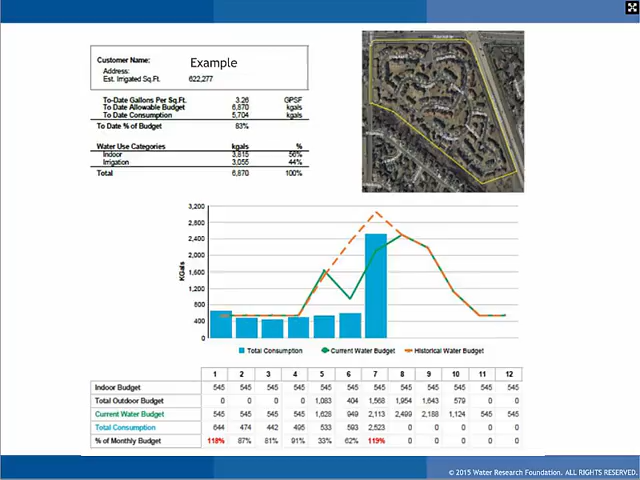 Customer Name: Example
Address:
Est. Irrigated Sq.Ft. 622,277
To-Date Gallons Per Sq.Ft. 3.26 GPSF
To Date Allowable Budget 6,870 kgals
To Date Consumption 5,704 kgals
To Date % of Budget 83%
Water Use Categories kgals %
Indoor 3,815 56%
Irrigation 3,055 44%
Total 6,870 100%
3,200
2,800
2,400
2,000
1,600
1,200
800
400
0
KGals
Total Consumption Current Water Budget Historical Water Budget
1 2 3 4 5 6 7 8 9 10 11 12
Indoor Budget 545 545 545 545 545 545 545 545 545 545 545 545
Total Outdoor Budget 0 0 0 0 1,083 404 1,568 1,954 1,643 579 0 0
Current Water Budget 545 545 545 545 1,628 949 2,113 2,499 2,188 1,124 545 545
Total Consumption 644 474 442 495 533 593 2,523 0 0 0 0 0
% of Monthly Budget 118% 87% 81% 91% 33% 62% 119% 0 0 0 0 0
© 2015 Water Research Foundation. ALL RIGHTS RESERVED.